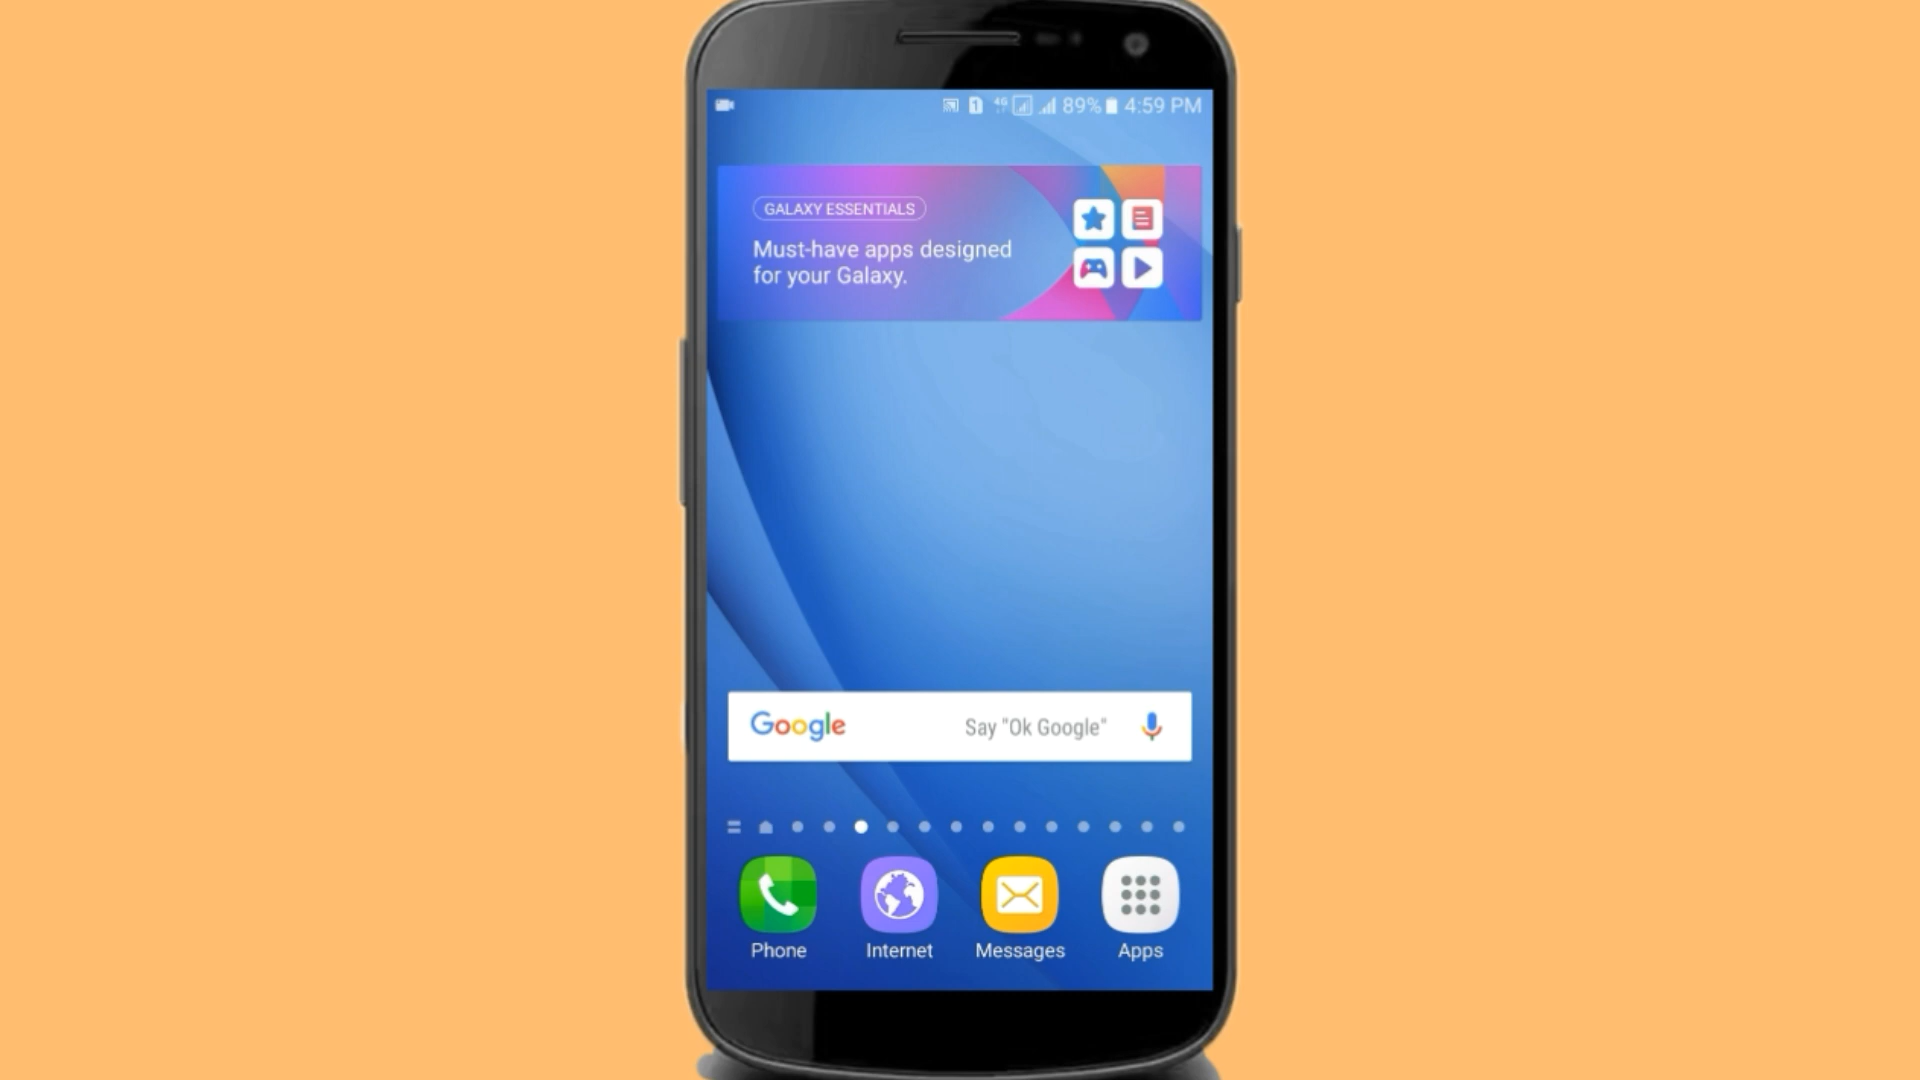 4G 89% 4:59 PM
GALAXY ESSENTIALS
Must-have apps designed
for your Galaxy.
Google Say "Ok Google"
Phone Internet Messages Apps